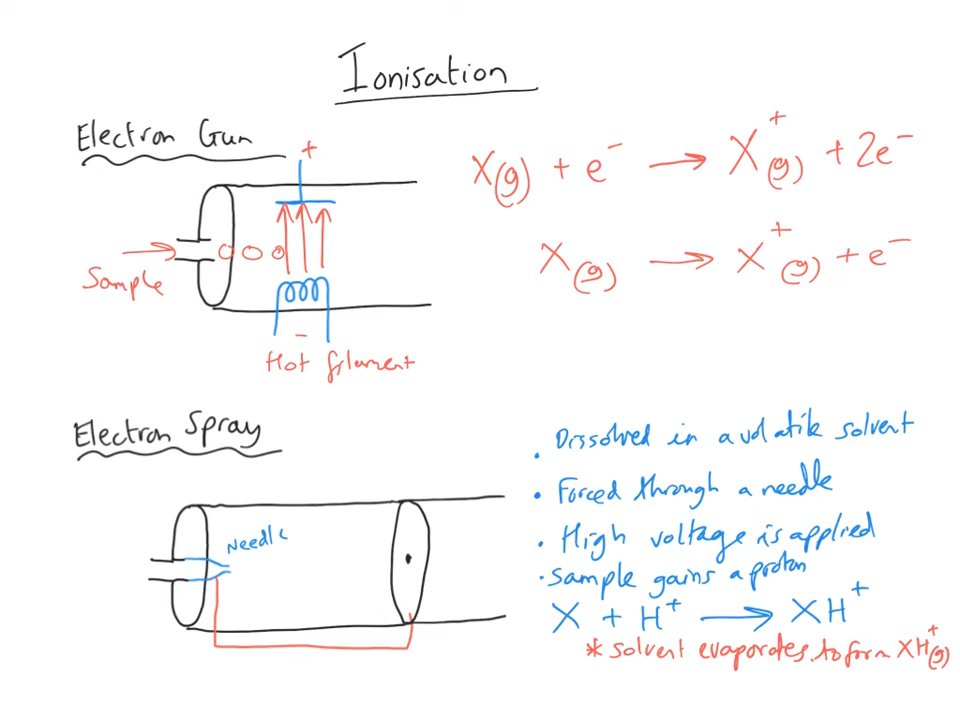 Ionisation
Electron Gun
+
X(g) + e⁻ → X⁺(g) + 2e⁻
X(g) → X⁺(g) + e⁻
Sample
−
Hot filament
Electron Spray
Needle
· Dissolved in a volatile solvent
· Forced through a needle
· High voltage is applied
· Sample gains a proton
X + H⁺ → XH⁺
* solvent evaporates to form XH⁺(g)